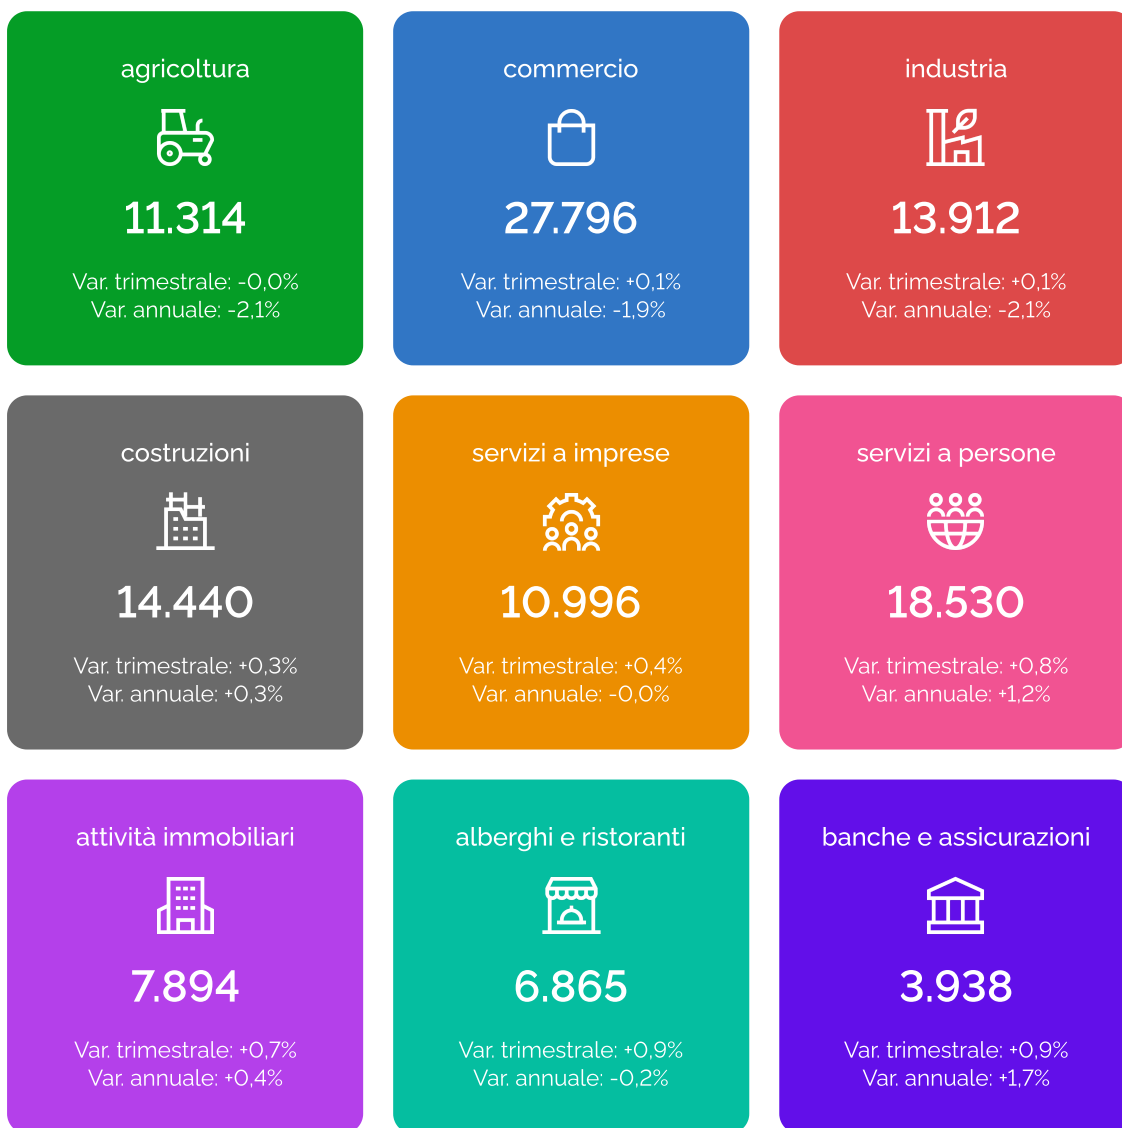 agricoltura
11.314
Var. trimestrale: -0,0%
Var. annuale: -2,1%
commercio
27.796
Var. trimestrale: +0,1%
Var. annuale: -1,9%
industria
13.912
Var. trimestrale: +0,1%
Var. annuale: -2,1%
costruzioni
14.440
Var. trimestrale: +0,3%
Var. annuale: +0,3%
servizi a imprese
10.996
Var. trimestrale: +0,4%
Var. annuale: -0,0%
servizi a persone
18.530
Var. trimestrale: +0,8%
Var. annuale: +1,2%
attività immobiliari
7.894
Var. trimestrale: +0,7%
Var. annuale: +0,4%
alberghi e ristoranti
6.865
Var. trimestrale: +0,9%
Var. annuale: -0,2%
banche e assicurazioni
3.938
Var. trimestrale: +0,9%
Var. annuale: +1,7%